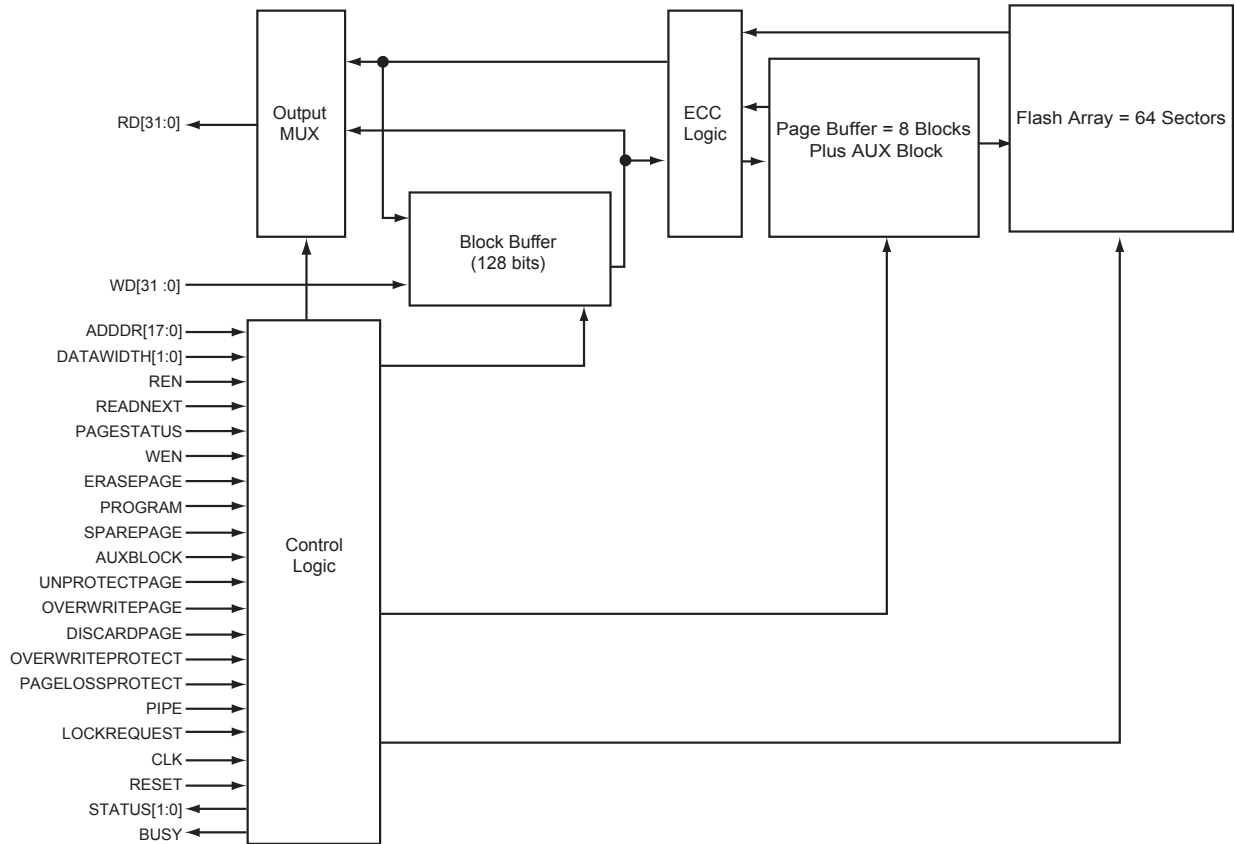 Output
MUX
ECC
Logic
Page Buffer = 8 Blocks
Plus AUX Block
Flash Array = 64 Sectors
RD[31:0]
Block Buffer
(128 bits)
WD[31 :0]
ADDDR[17:0]
DATAWIDTH[1:0]
REN
READNEXT
PAGESTATUS
WEN
ERASEPAGE
PROGRAM
SPAREPAGE
AUXBLOCK
UNPROTECTPAGE
OVERWRITEPAGE
DISCARDPAGE
OVERWRITEPROTECT
PAGELOSSPROTECT
PIPE
LOCKREQUEST
CLK
RESET
STATUS[1:0]
BUSY
Control
Logic